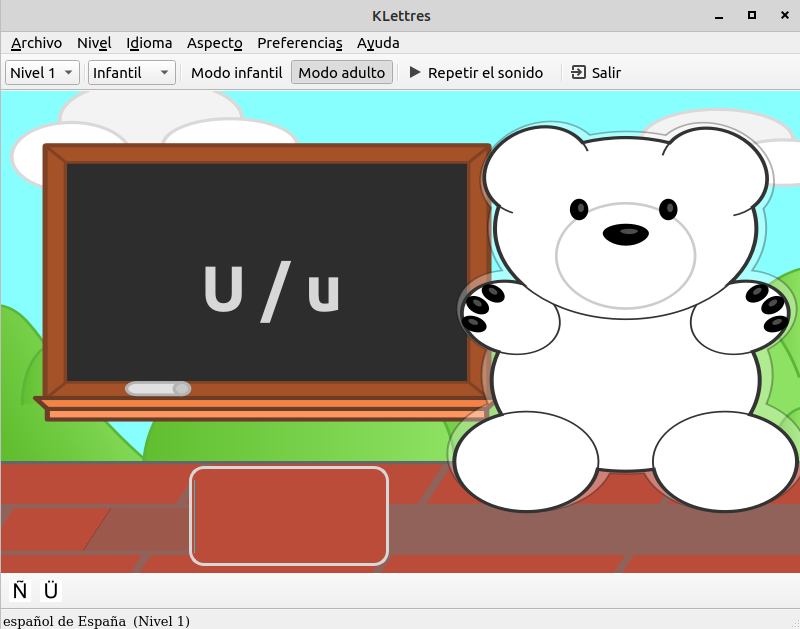 KLettres
Archivo Nivel Idioma Aspecto Preferencias Ayuda
Nivel 1 Infantil Modo infantil Modo adulto Repetir el sonido Salir
U / u
Ñ Ü
español de España (Nivel 1)